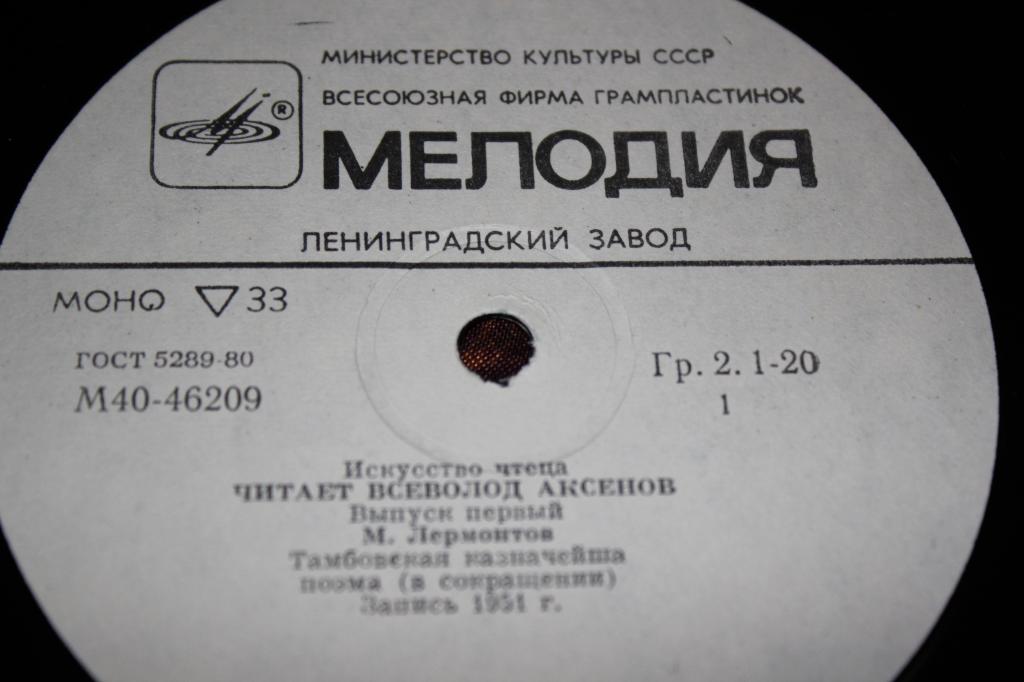 МИНИСТЕРСТВО КУЛЬТУРЫ СССР
ВСЕСОЮЗНАЯ ФИРМА ГРАМПЛАСТИНОК
®
МЕЛОДИЯ
ЛЕНИНГРАДСКИЙ ЗАВОД
МОНО ▽ 33
ГОСТ 5289-80
М40-46209
Гр. 2. 1-20
1
Искусство чтеца
ЧИТАЕТ ВСЕВОЛОД АКСЕНОВ
Выпуск первый
М. Лермонтов
Тамбовская казначейша
поэма (в сокращении)
Запись 1951 г.